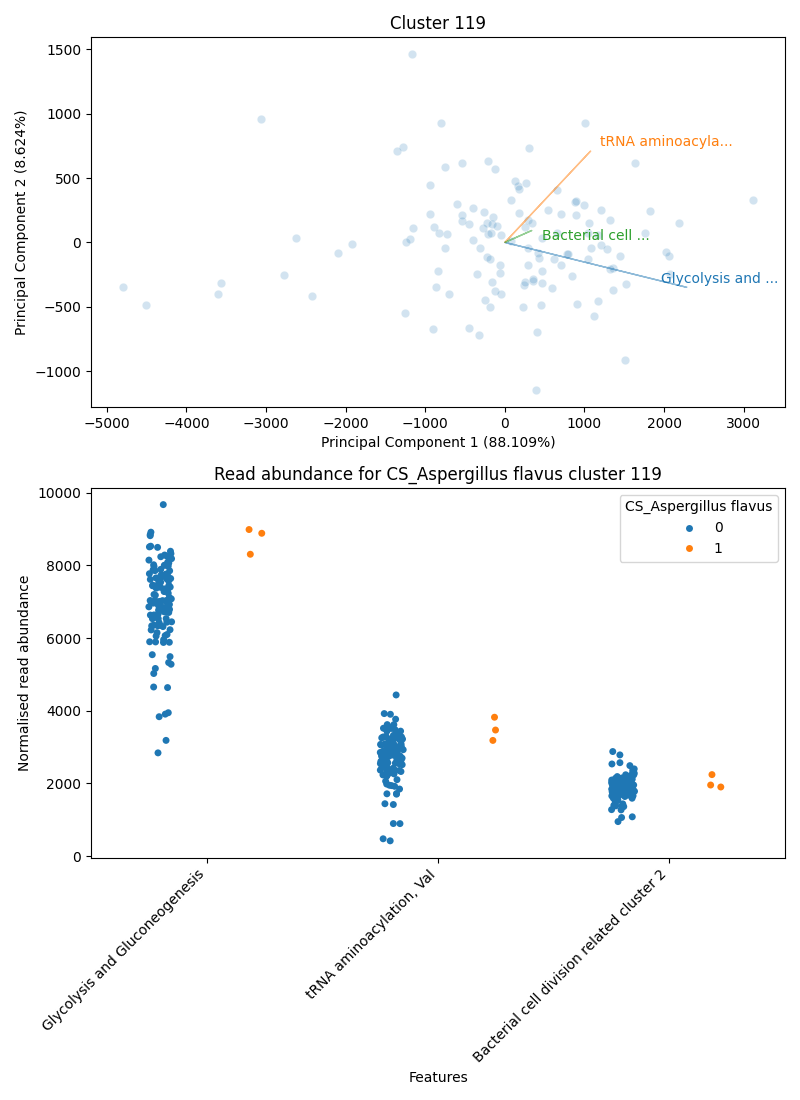 Cluster 119
1500
1000
500
0
−500
−1000
Principal Component 2 (8.624%)
tRNA aminoacyla...
Bacterial cell ...
Glycolysis and ...
−5000 −4000 −3000 −2000 −1000 0 1000 2000 3000
Principal Component 1 (88.109%)
Read abundance for CS_Aspergillus flavus cluster 119
10000
8000
6000
4000
2000
0
Normalised read abundance
CS_Aspergillus flavus
0
1
Glycolysis and Gluconeogenesis
tRNA aminoacylation, Val
Bacterial cell division related cluster 2
Features